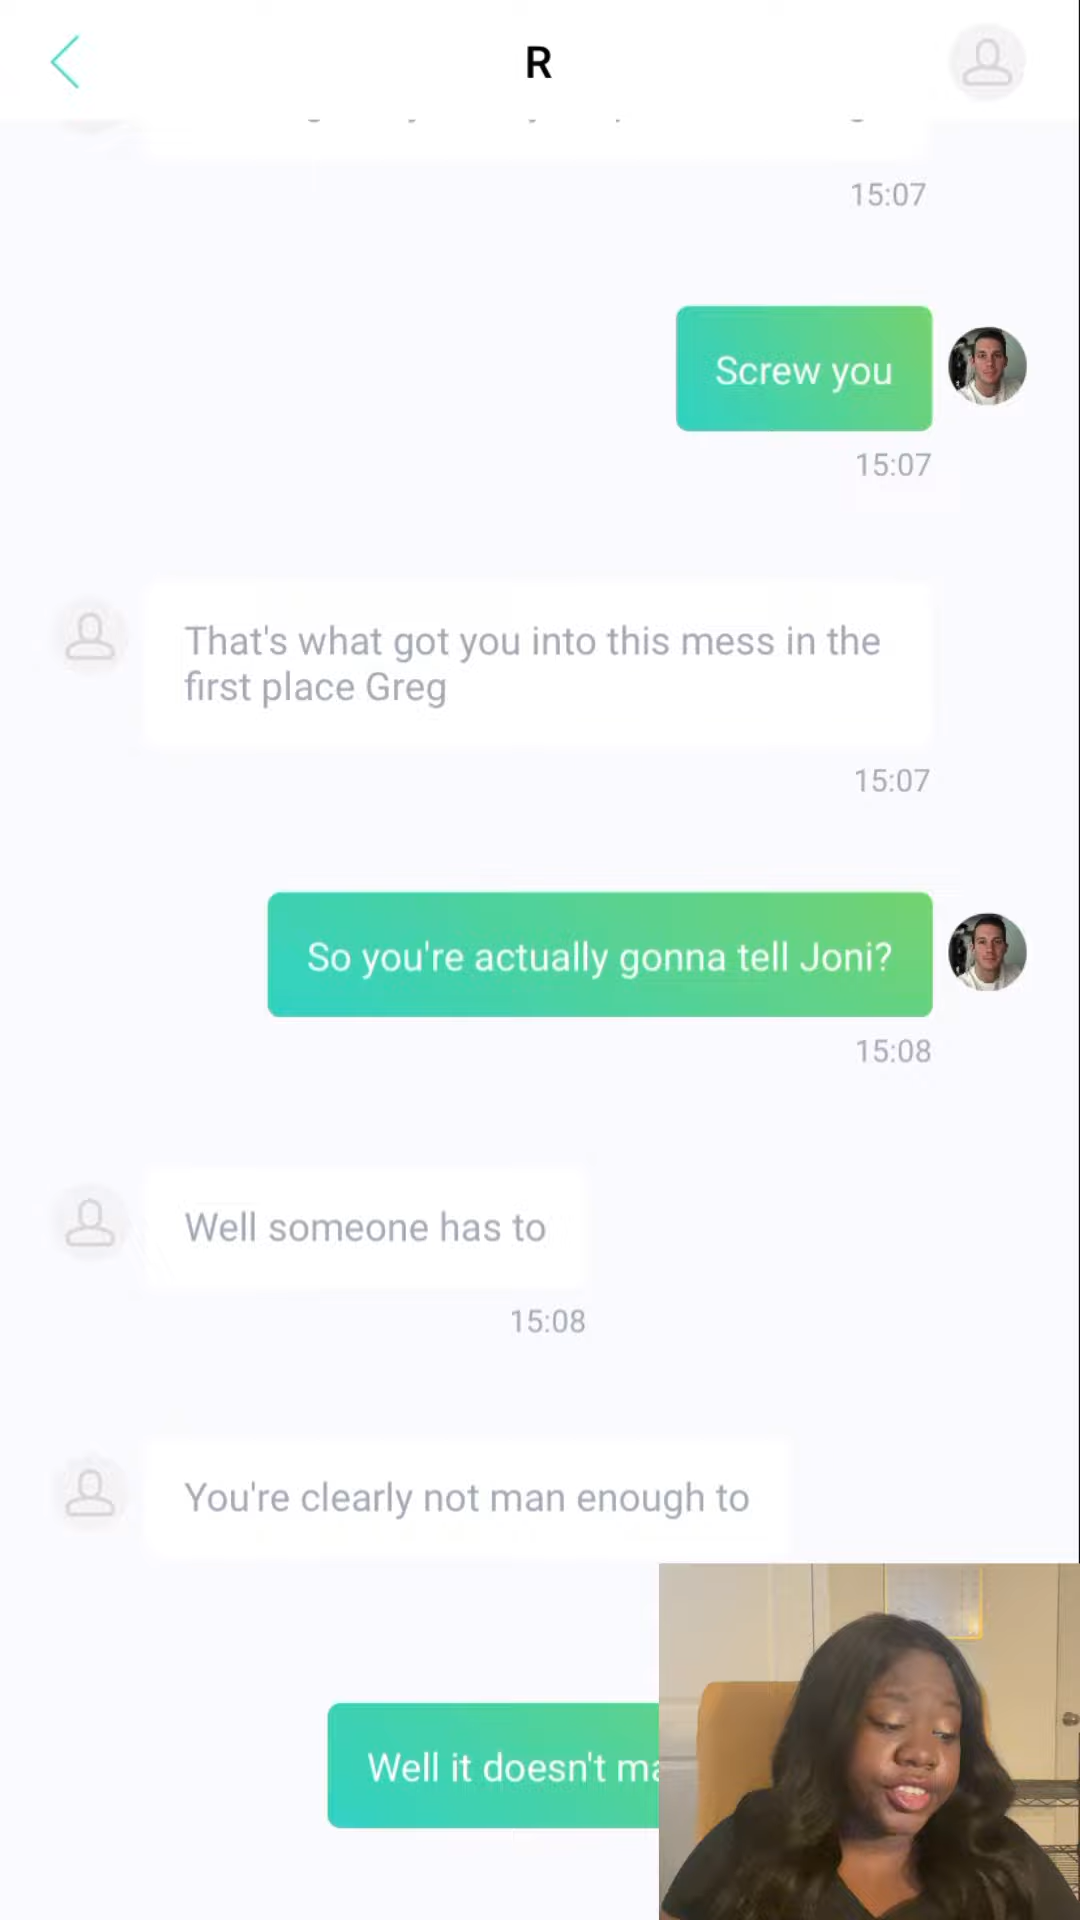 R
15:07
Screw you
15:07
That's what got you into this mess in the
first place Greg
15:07
So you're actually gonna tell Joni?
15:08
Well someone has to
15:08
You're clearly not man enough to
Well it doesn't